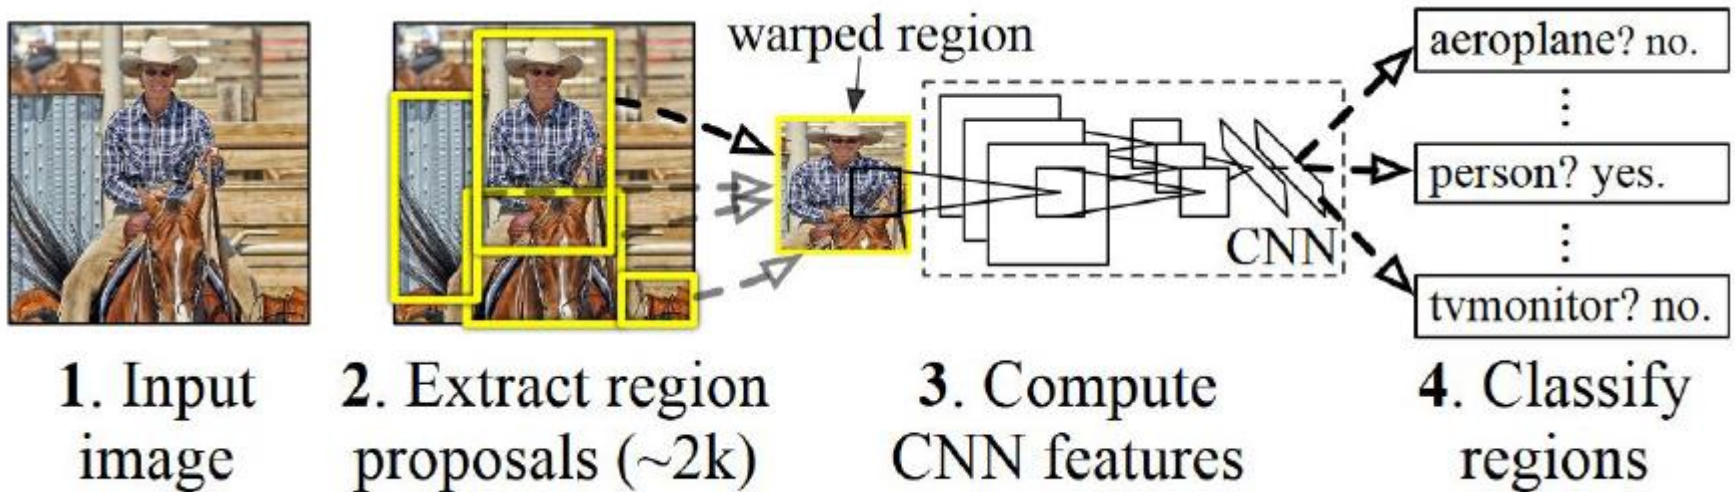 warped region
aeroplane? no.
⋮
person? yes.
⋮
tvmonitor? no.
CNN
1. Input
image
2. Extract region
proposals (~2k)
3. Compute
CNN features
4. Classify
regions